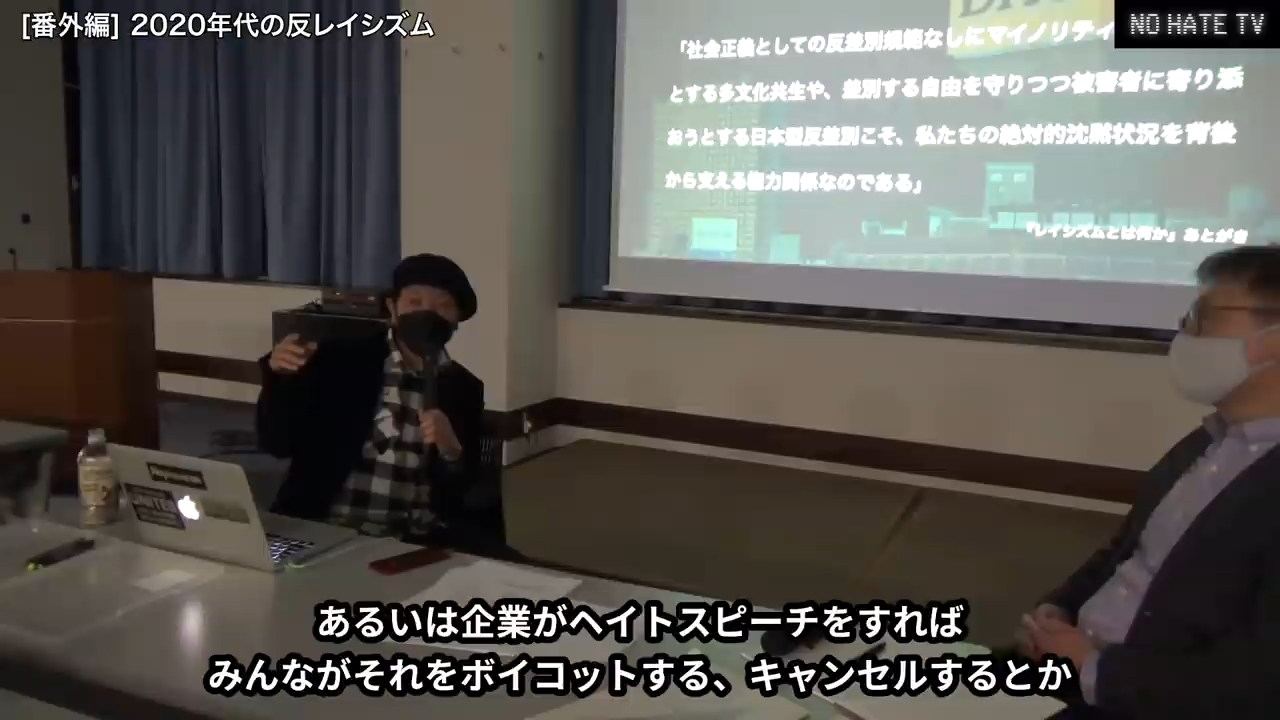 [番外編] 2020年代の反レイシズム
NO HATE TV
「社会正義としての反差別規範なしにマイノリティ
とする多文化共生や、差別する自由を守りつつ被害者に寄り添
おうとする日本型反差別こそ、私たちの絶対的沈黙状況を背後
から支える権力関係なのである」
『レイシズムとは何か』あとがき
あるいは企業がヘイトスピーチをすれば
みんながそれをボイコットする、キャンセルするとか